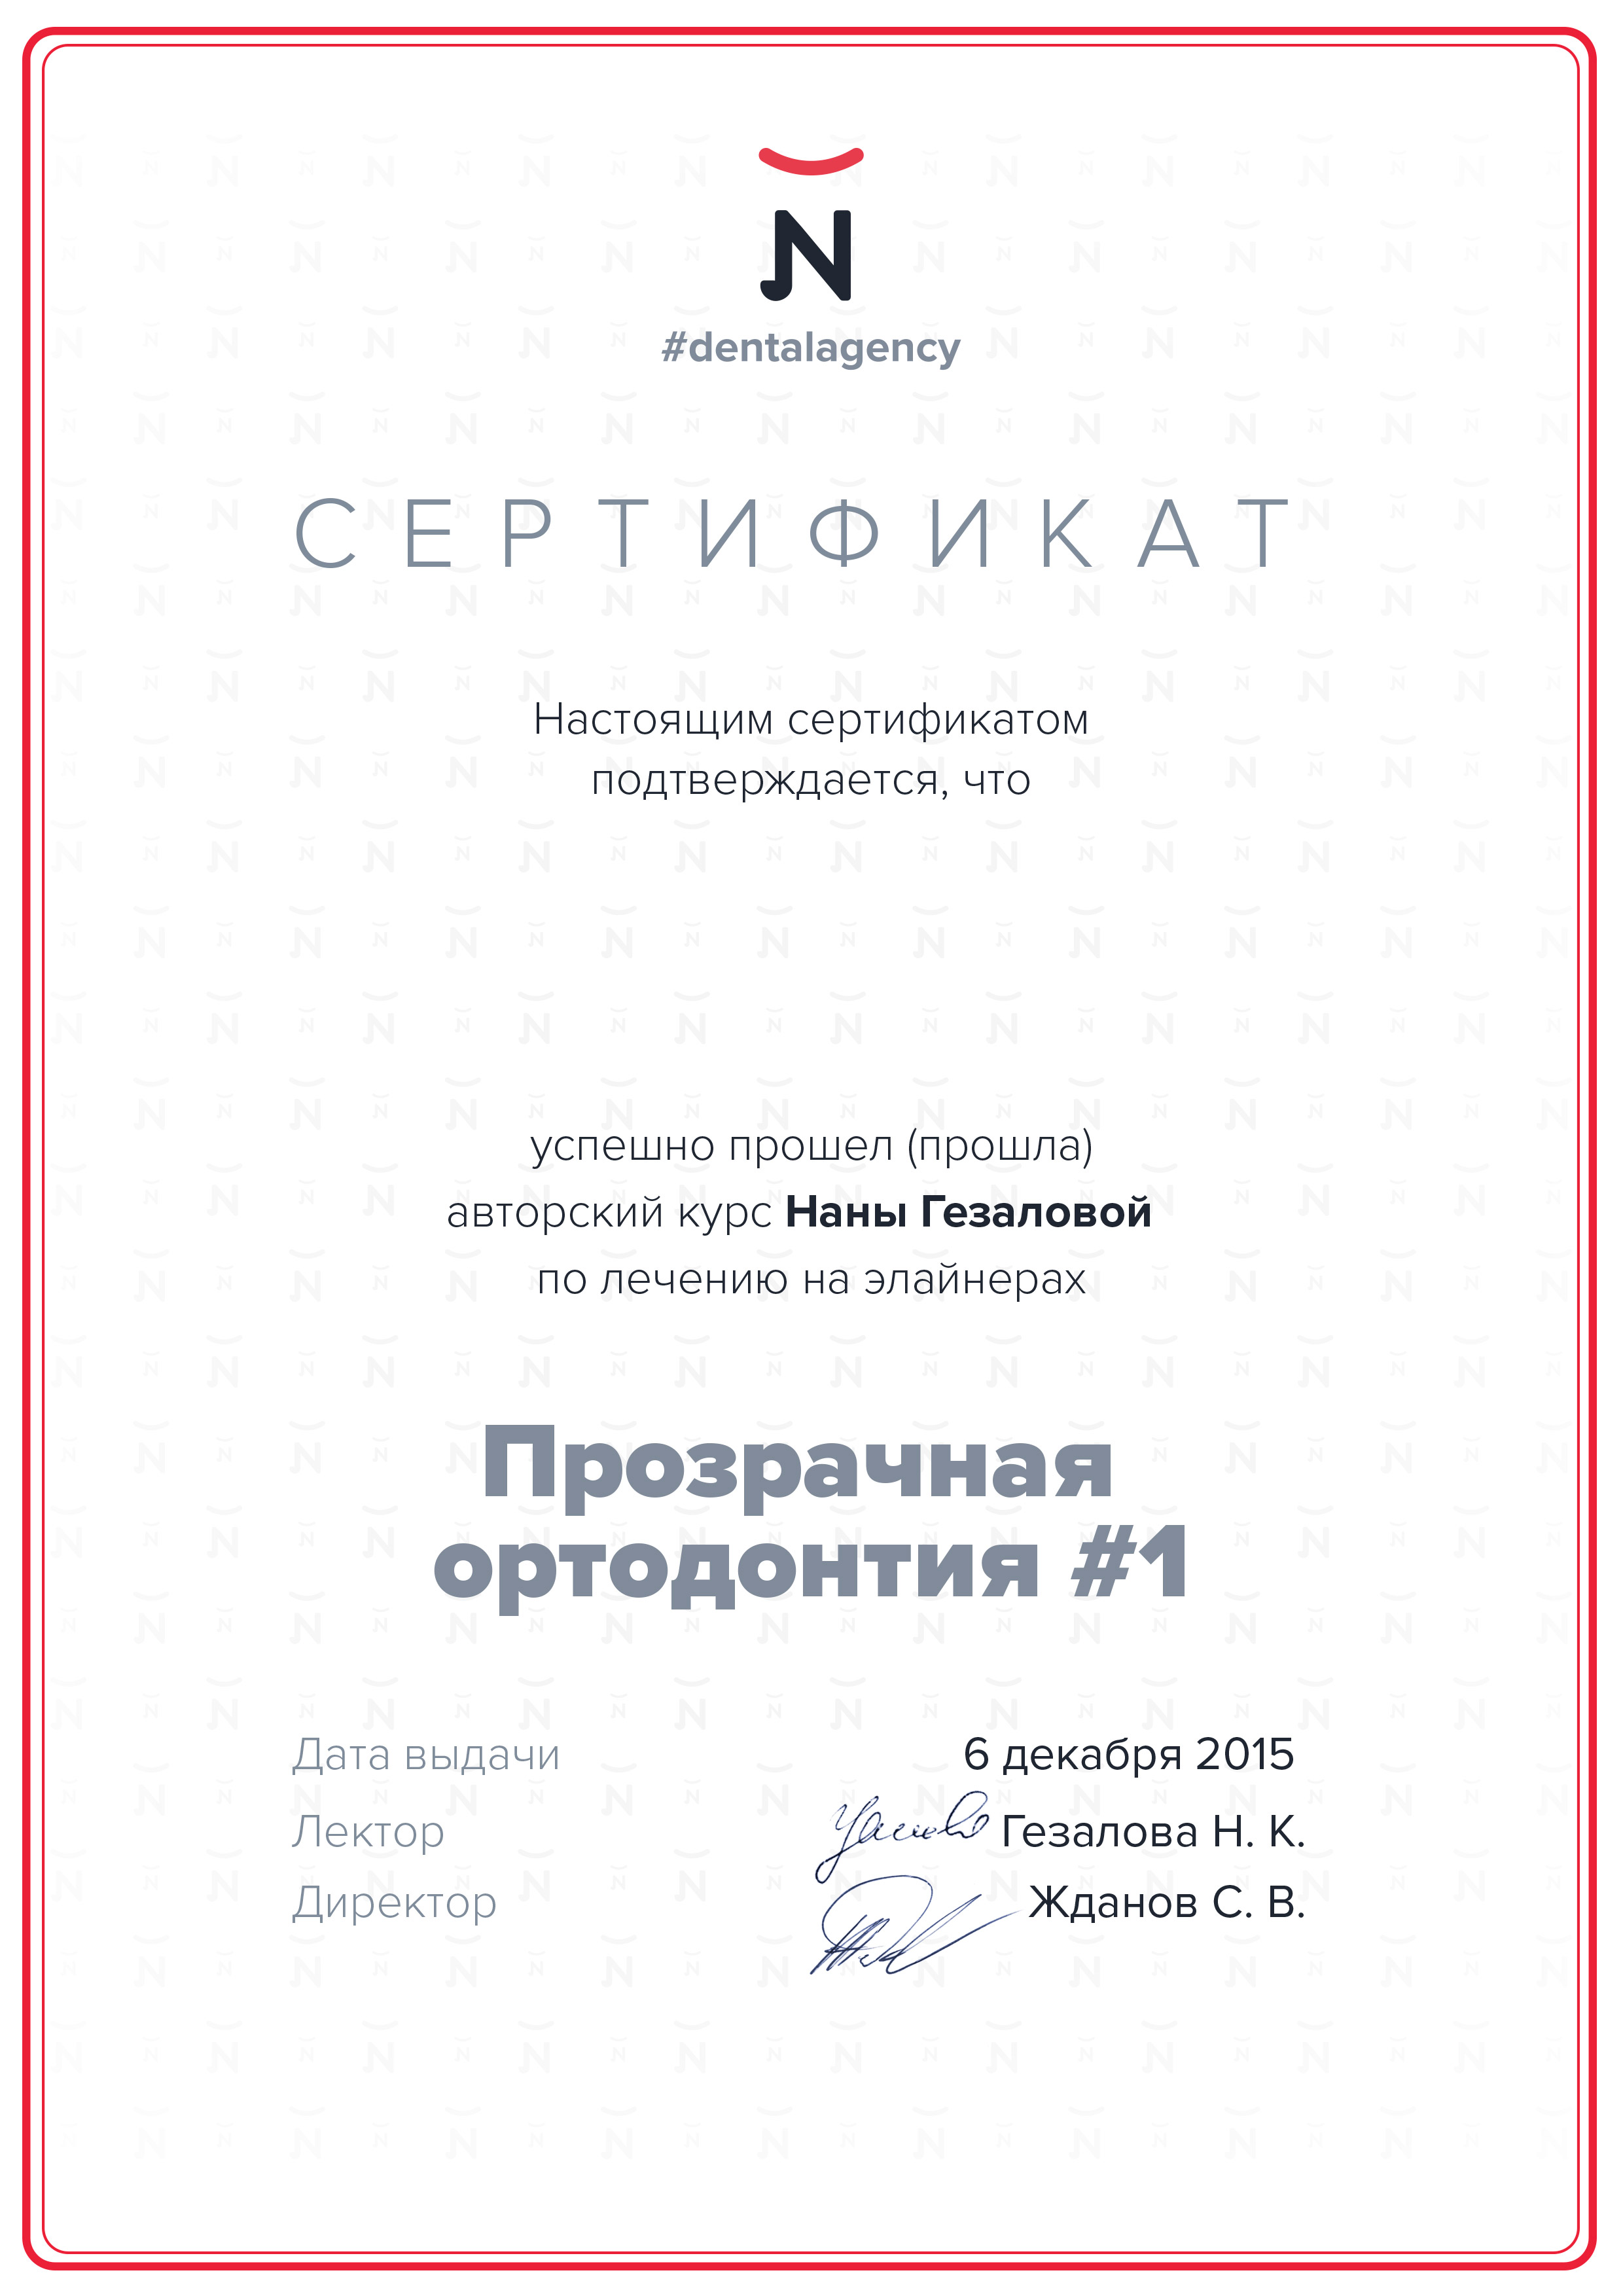 N
#dentalagency
СЕРТИФИКАТ
Настоящим сертификатом
подтверждается, что
успешно прошел (прошла)
авторский курс Наны Гезаловой
по лечению на элайнерах
Прозрачная
ортодонтия #1
Дата выдачи 6 декабря 2015
Лектор Гезалова Н. К.
Директор Жданов С. В.